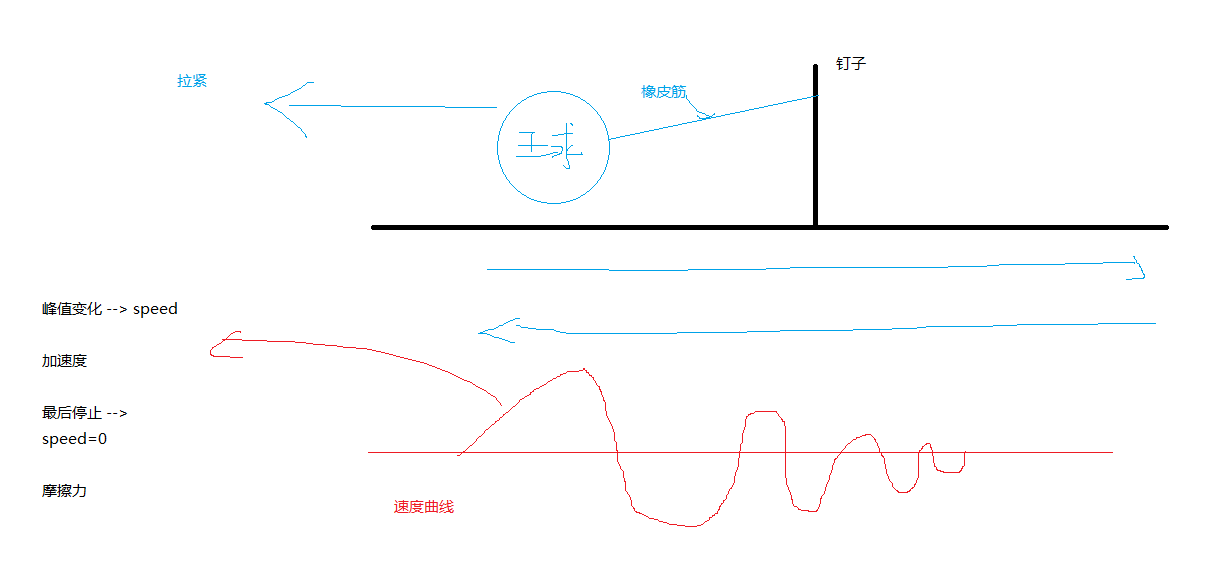 钉子
拉紧
橡皮筋
王球
峰值变化 --> speed
加速度
最后停止 -->
speed=0
摩擦力
速度曲线